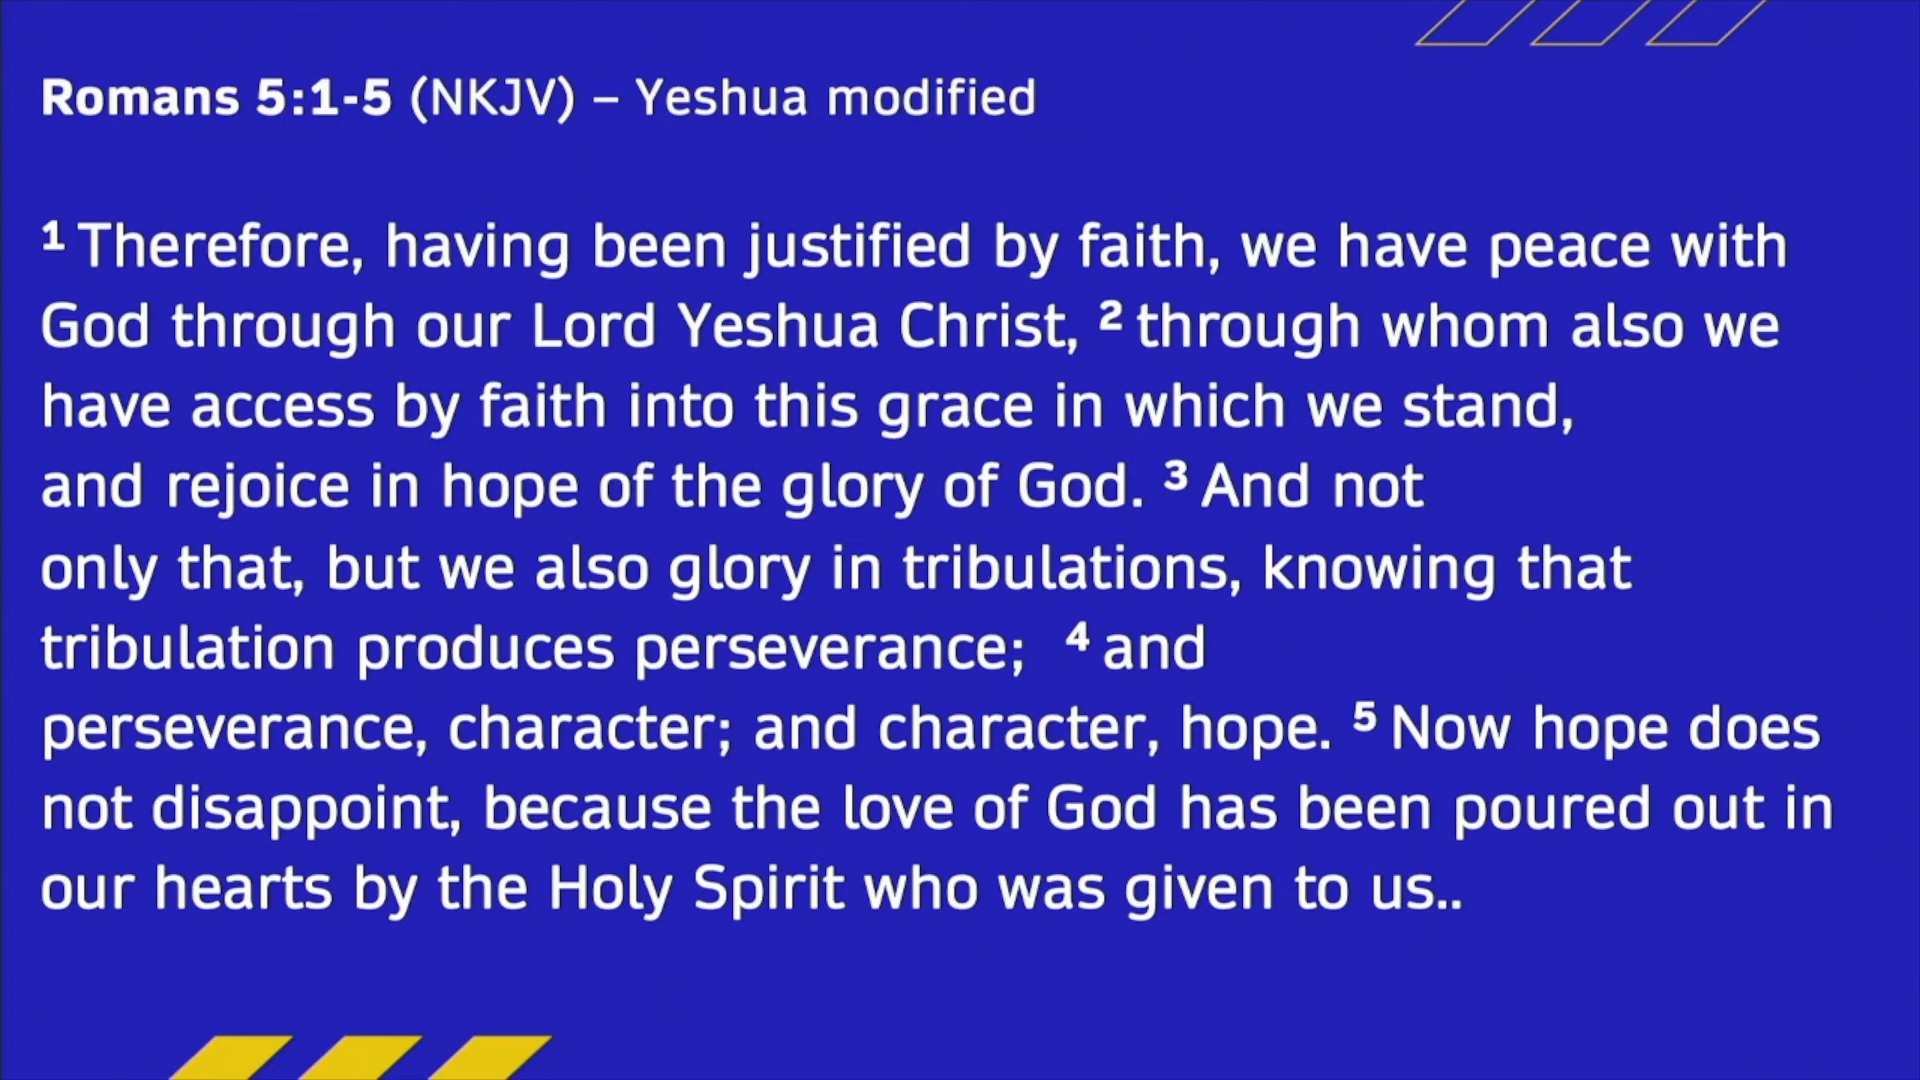 Romans 5:1-5 (NKJV) – Yeshua modified
¹ Therefore, having been justified by faith, we have peace with
God through our Lord Yeshua Christ, ² through whom also we
have access by faith into this grace in which we stand,
and rejoice in hope of the glory of God. ³ And not
only that, but we also glory in tribulations, knowing that
tribulation produces perseverance; ⁴ and
perseverance, character; and character, hope. ⁵ Now hope does
not disappoint, because the love of God has been poured out in
our hearts by the Holy Spirit who was given to us..